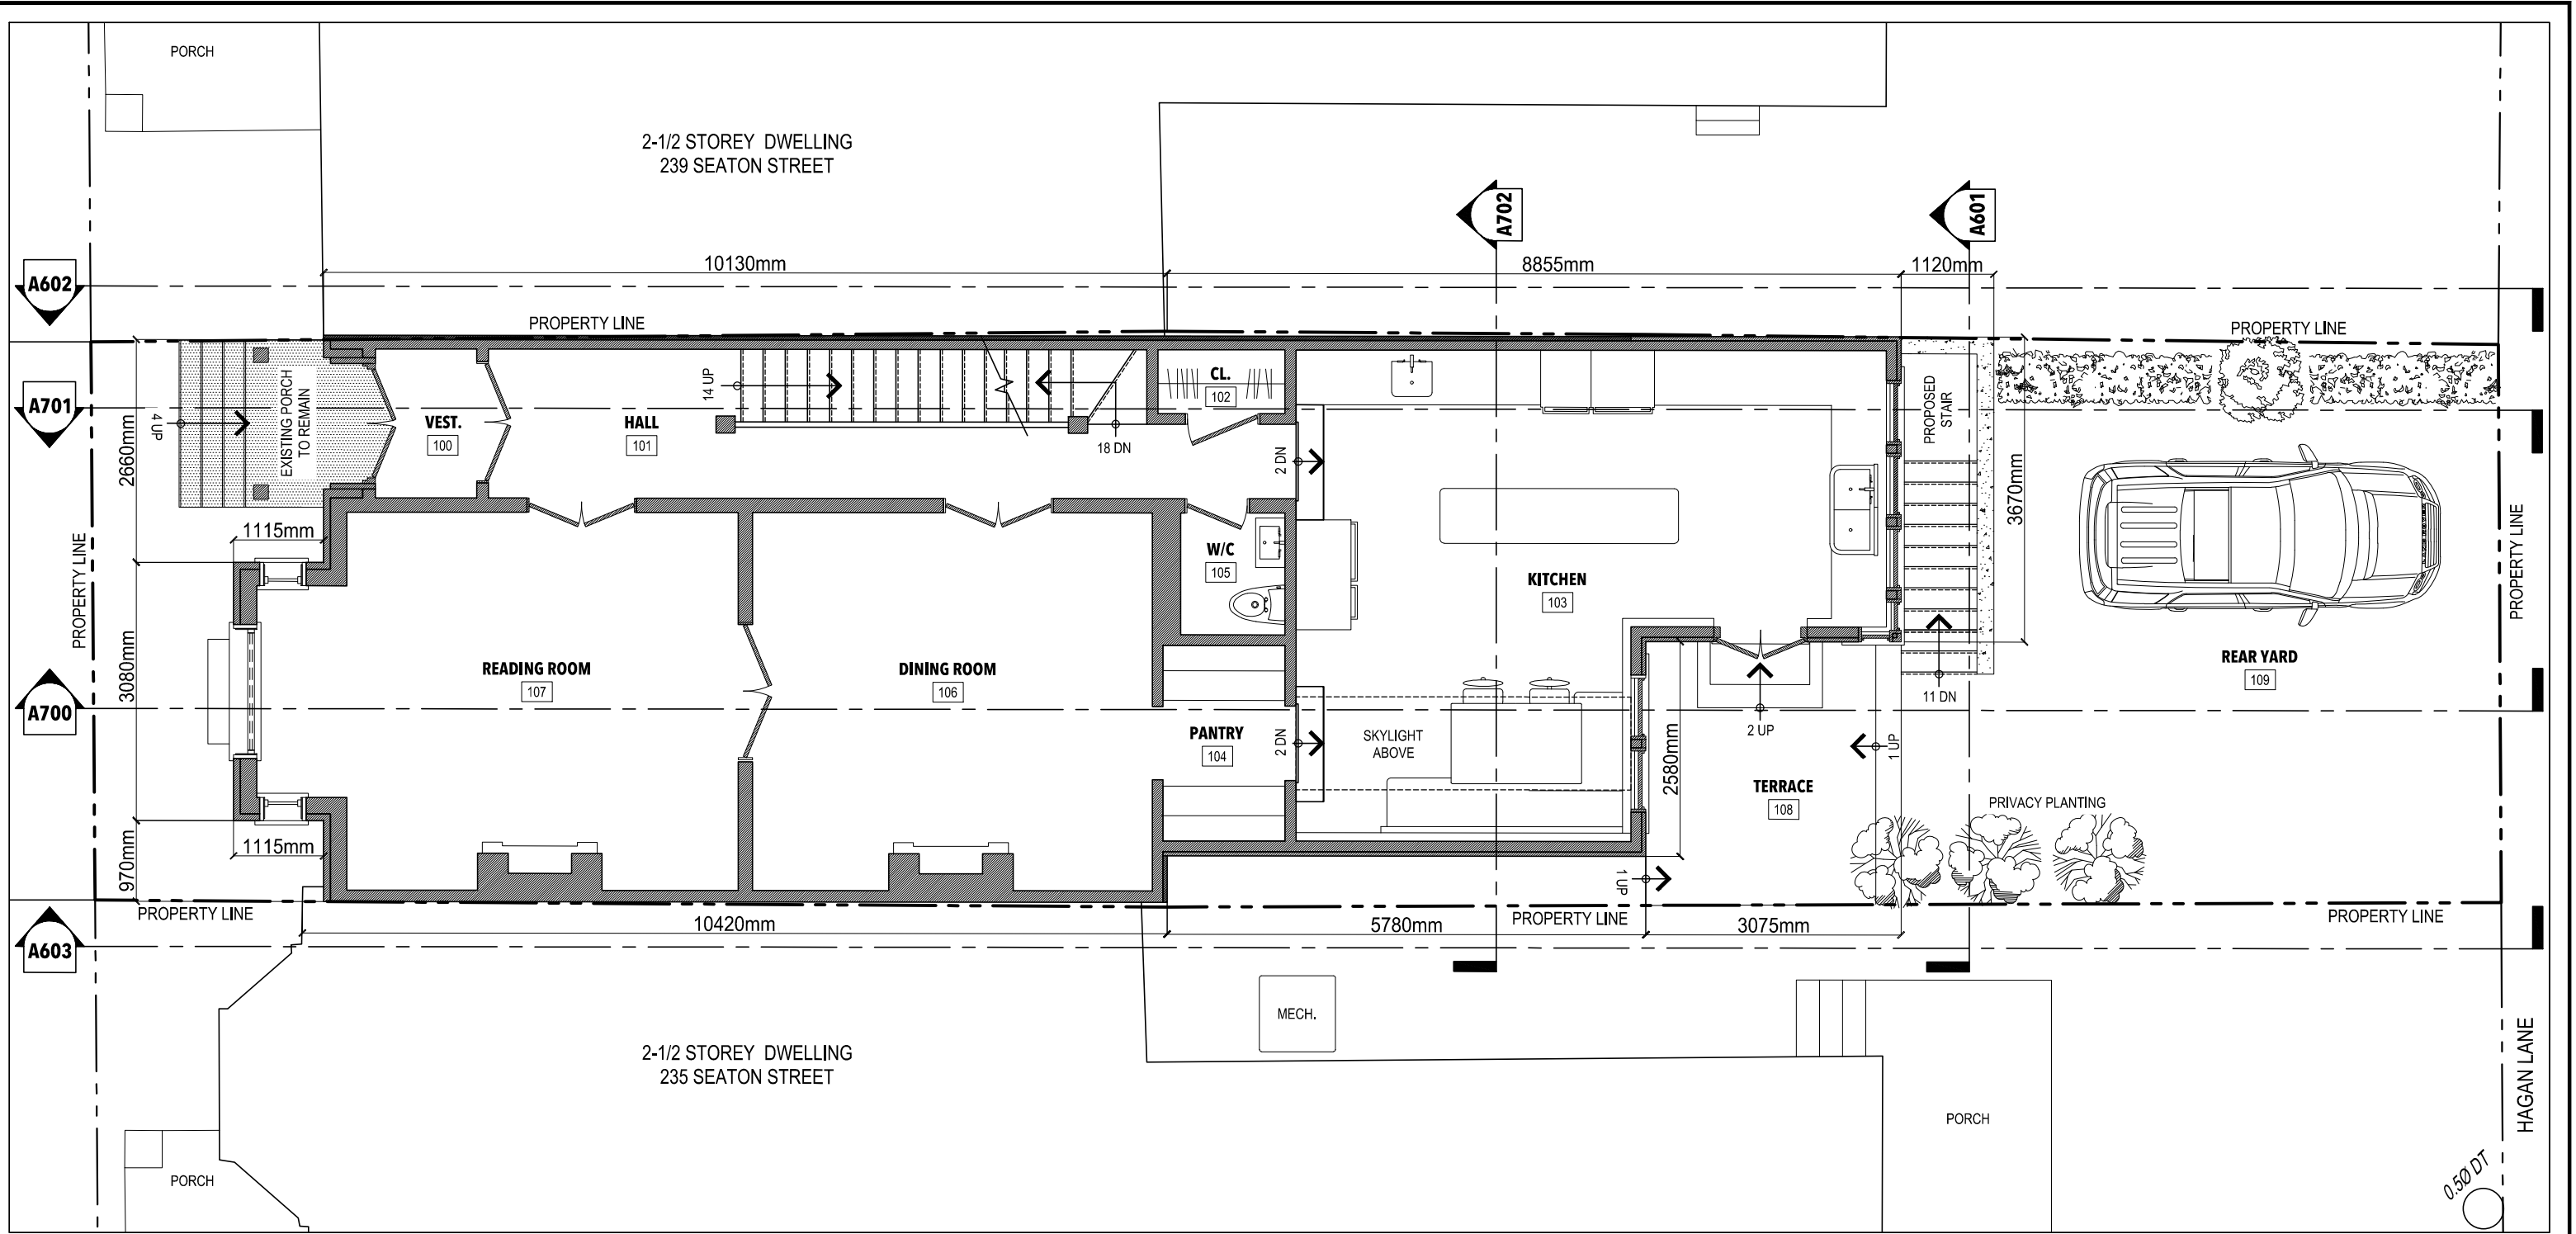 PORCH
2-1/2 STOREY DWELLING
239 SEATON STREET
A702
A601
A602
10130mm
8855mm
1120mm
PROPERTY LINE
PROPERTY LINE
A701
4 UP
EXISTING PORCH
TO REMAIN
VEST.
100
HALL
101
14 UP
18 DN
CL.
102
2 DN
PROPOSED
STAIR
2660mm
3670mm
1115mm
W/C
105
KITCHEN
103
PROPERTY LINE
PROPERTY LINE
3080mm
READING ROOM
107
DINING ROOM
106
REAR YARD
109
11 DN
A700
PANTRY
104
2 DN
SKYLIGHT
ABOVE
2580mm
2 UP
1 UP
TERRACE
108
PRIVACY PLANTING
1115mm
970mm
1 UP
PROPERTY LINE
PROPERTY LINE
PROPERTY LINE
A603
10420mm
5780mm
3075mm
MECH.
2-1/2 STOREY DWELLING
235 SEATON STREET
PORCH
HAGAN LANE
PORCH
0.5Ø DT